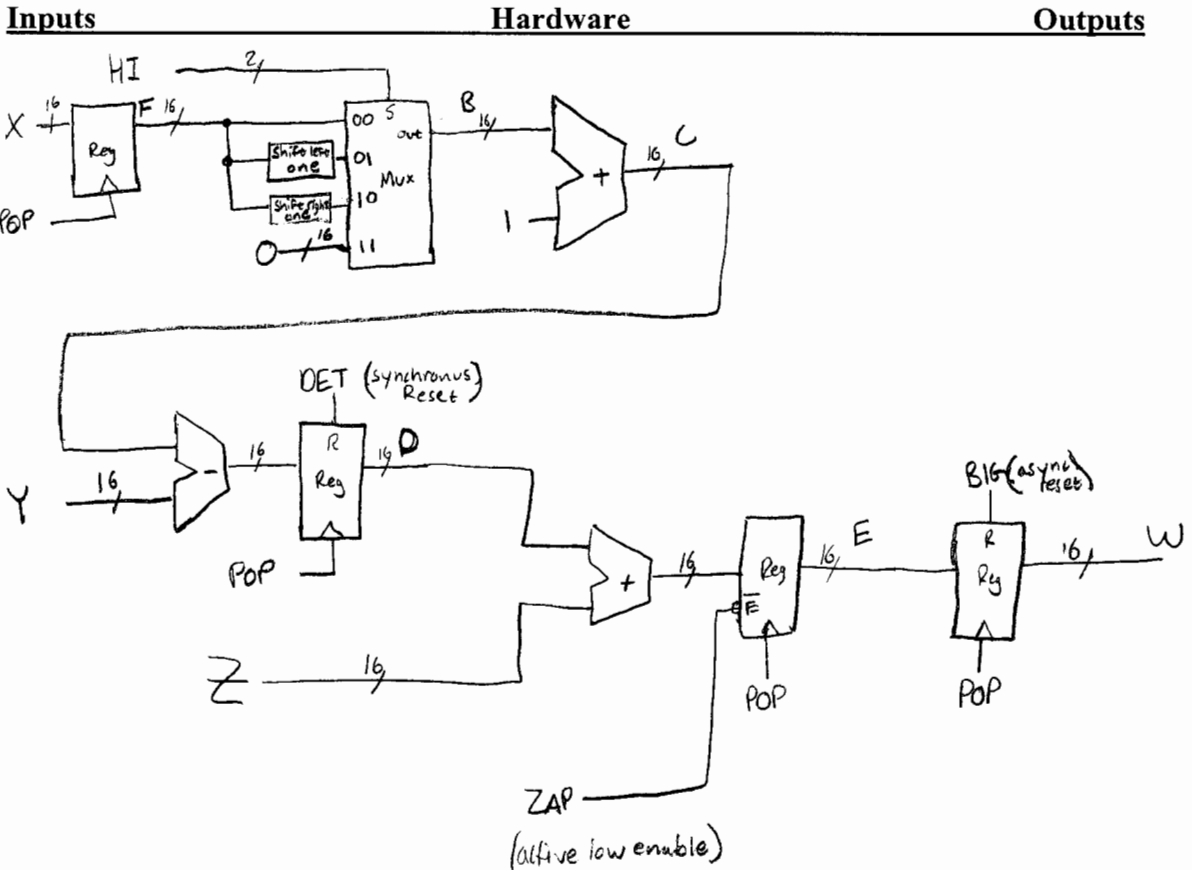 Inputs Hardware Outputs
HI 2
X 16 F 16 B 16 C 16
Reg
POP
S
00 out
Shift left
one
01
Mux
Shift right
one
10
0 16 11
1 +
DET (synchronus
Reset)
R
Reg
POP
Y 16 - 16 16 D
Z 16 + 16
Reg
E
POP
16 E
BIG (async
reset)
R
Reg
POP
16 W
ZAP
(active low enable)